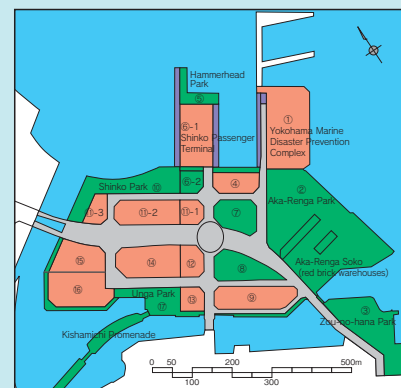 Hammerhead
Park
⑤
①
⑥-1
Shinko Passenger
Terminal
Yokohama Marine
Disaster Prevention
Complex
Shinko Park ⑩
⑥-2
④
②
Aka-Renga Park
⑪-3
⑪-2
⑪-1
⑦
Aka-Renga Soko
(red brick warehouses)
⑮
⑭
⑫
⑧
⑯
Unga Park
⑰
⑬
⑨
③
Zou-no-hana Park
Kishamichi Promenade
0 50 200 500m
100 300